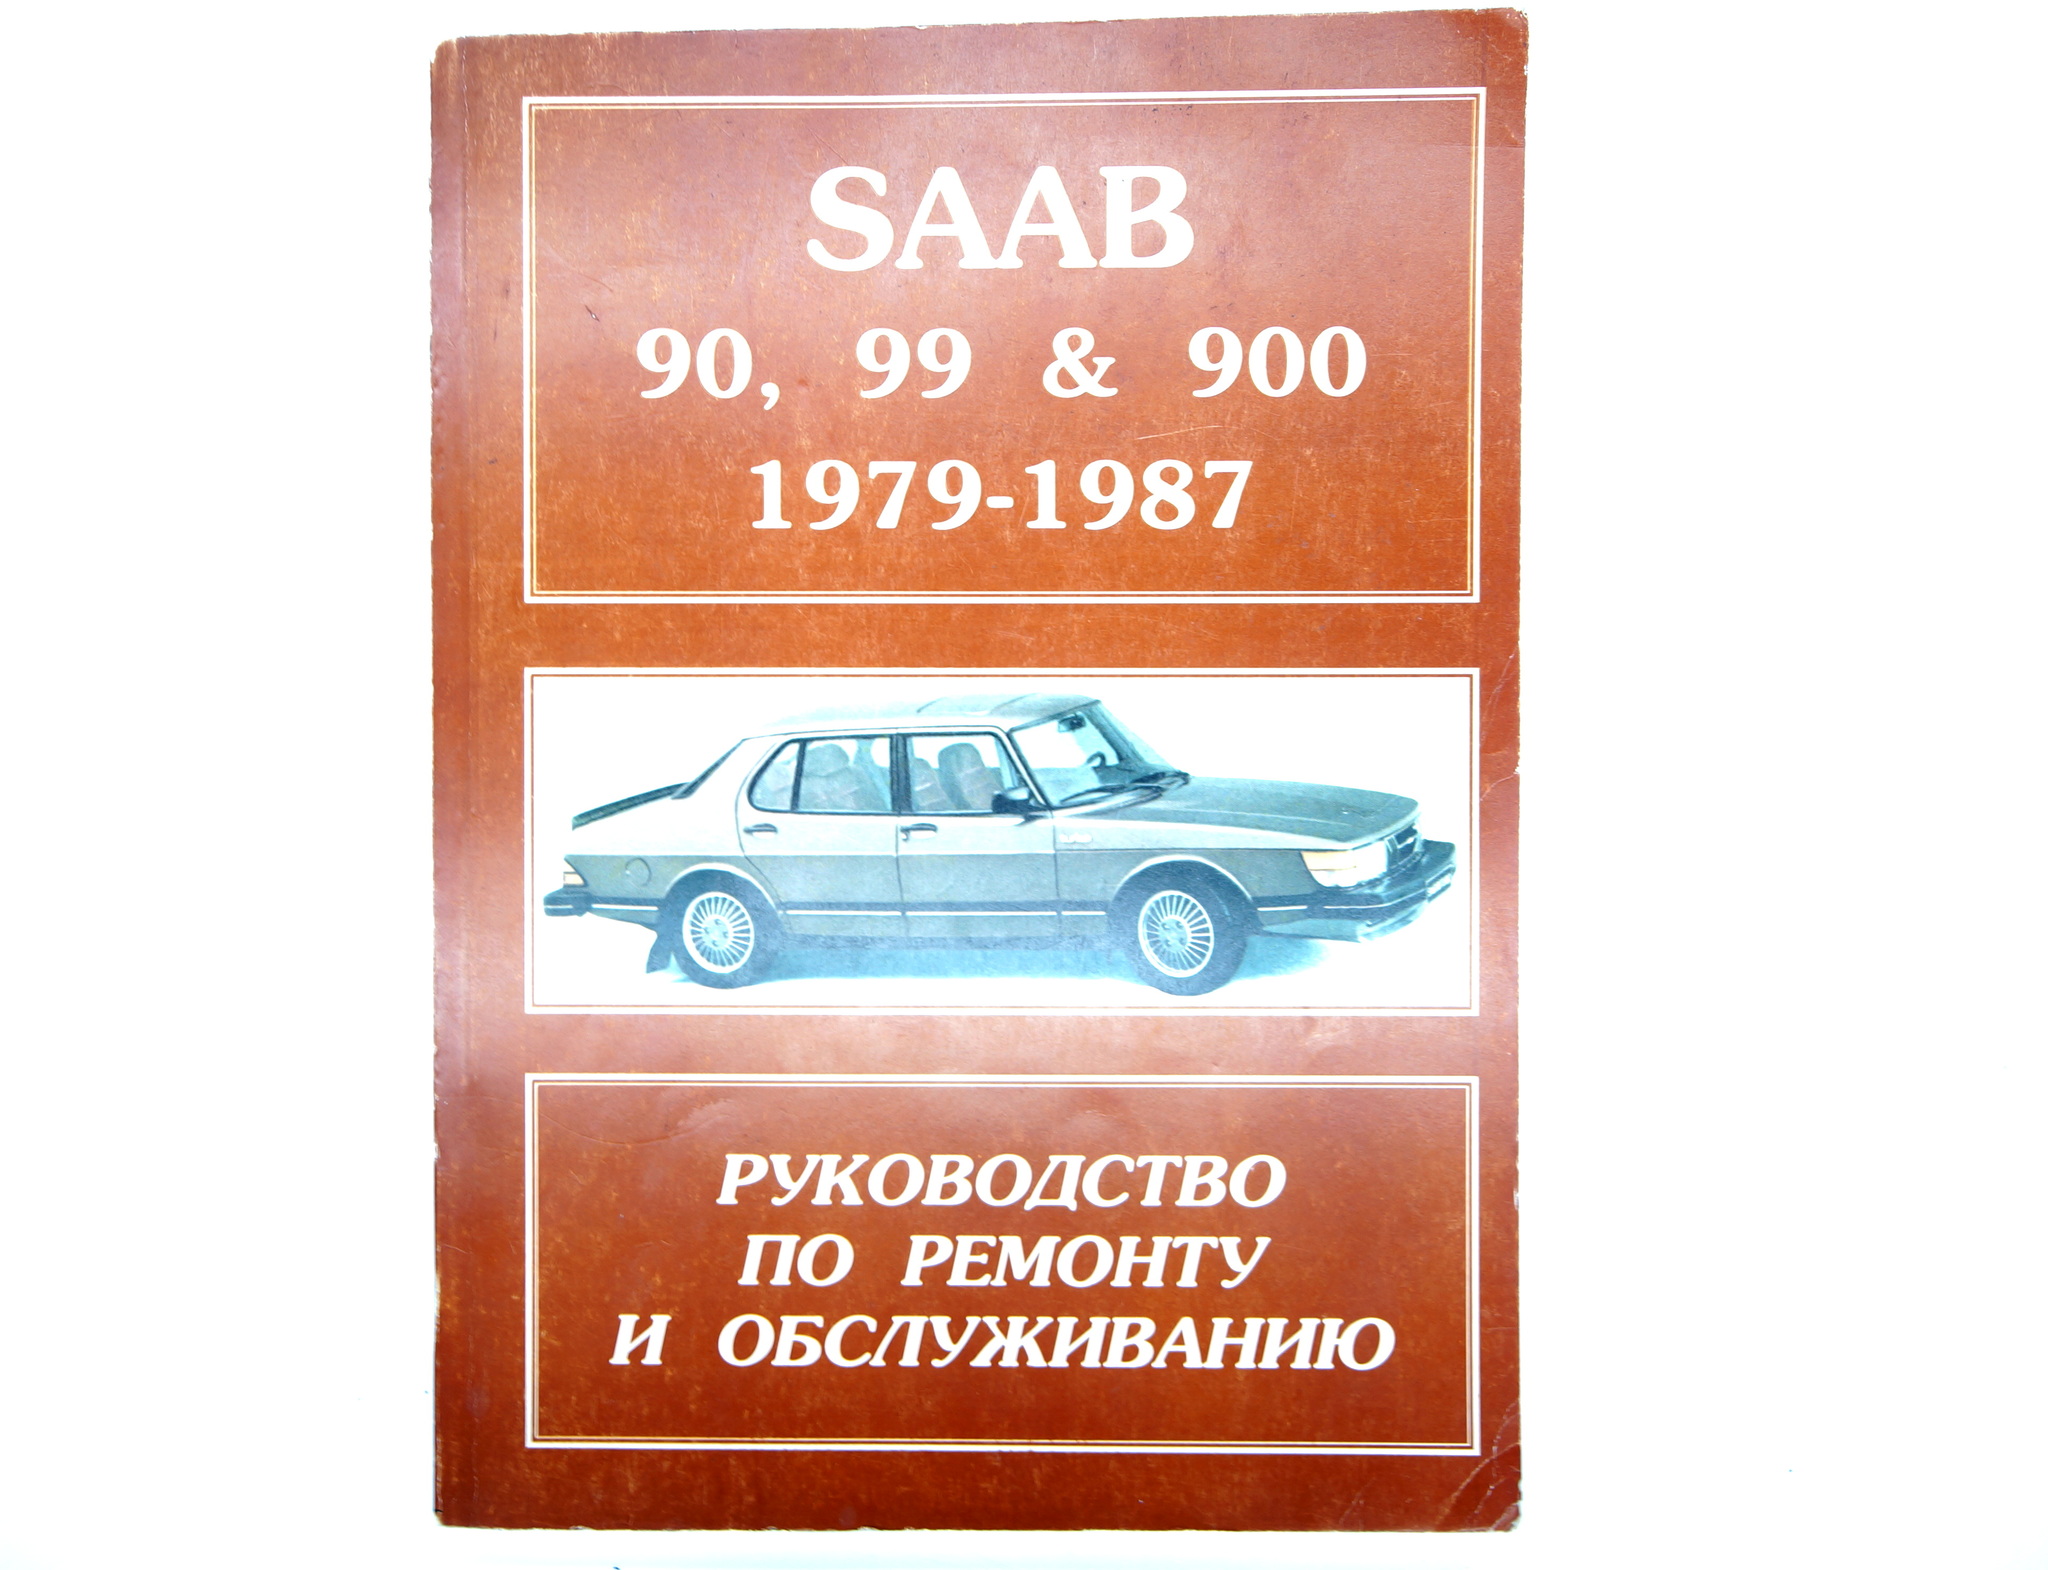 SAAB
90, 99 & 900
1979-1987
РУКОВОДСТВО
ПО РЕМОНТУ
И ОБСЛУЖИВАНИЮ